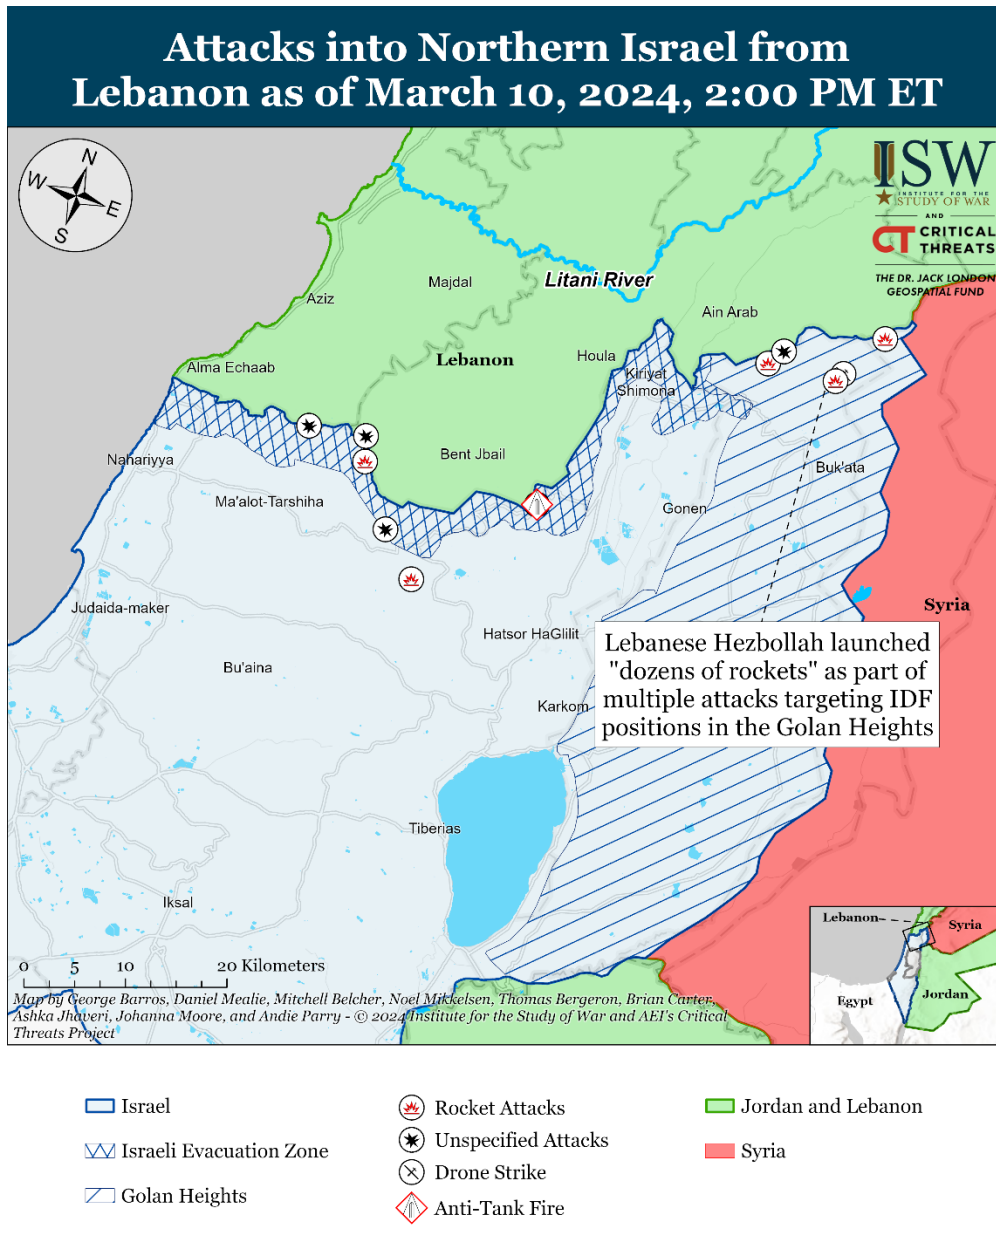 Attacks into Northern Israel from
Lebanon as of March 10, 2024, 2:00 PM ET
N
W
E
S
ISW
INSTITUTE FOR THE
STUDY OF WAR
AND
CT CRITICAL
THREATS
THE DR. JACK LONDON
GEOSPATIAL FUND
Majdal
Litani River
Aziz
Ain Arab
Lebanon
Houla
Alma Echaab
Kiriyat
Shimona
Bent Jbail
Nahariyya
Buk'ata
Ma'alot-Tarshiha
Gonen
Judaida-maker
Syria
Hatsor HaGlilit
Lebanese Hezbollah launched
"dozens of rockets" as part of
multiple attacks targeting IDF
positions in the Golan Heights
Bu'aina
Karkom
Tiberias
Iksal
0 5 10 20 Kilometers
Map by George Barros, Daniel Mealie, Mitchell Belcher, Noel Mikkelsen, Thomas Bergeron, Brian Carter,
Ashka Jhaveri, Johanna Moore, and Andie Parry - © 2024 Institute for the Study of War and AEI's Critical
Threats Project
Lebanon
Syria
Egypt
Jordan
Israel
Israeli Evacuation Zone
Golan Heights
Rocket Attacks
Unspecified Attacks
Drone Strike
Anti-Tank Fire
Jordan and Lebanon
Syria